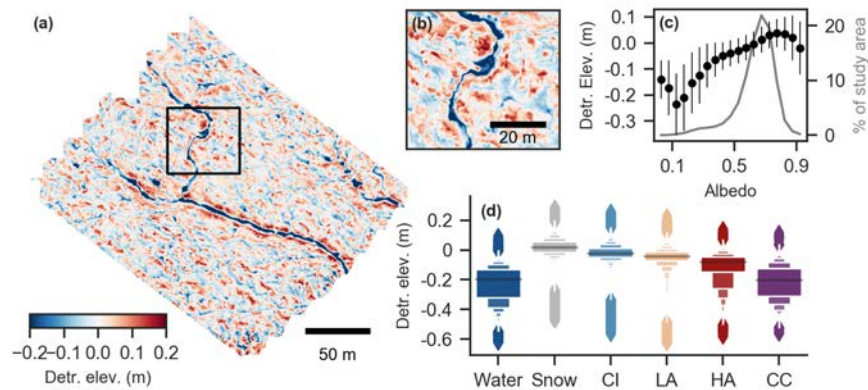 (a)
−0.2−0.1 0.0 0.1 0.2
Detr. elev. (m)
50 m
(b)
20 m
(c)
Detr. Elev. (m)
0.1
0.0
-0.1
-0.2
-0.3
0.1 0.5 0.9
Albedo
20
10
0
% of study area
(d)
Detr. elev. (m)
0.2
0
-0.2
-0.4
-0.6
Water Snow CI LA HA CC